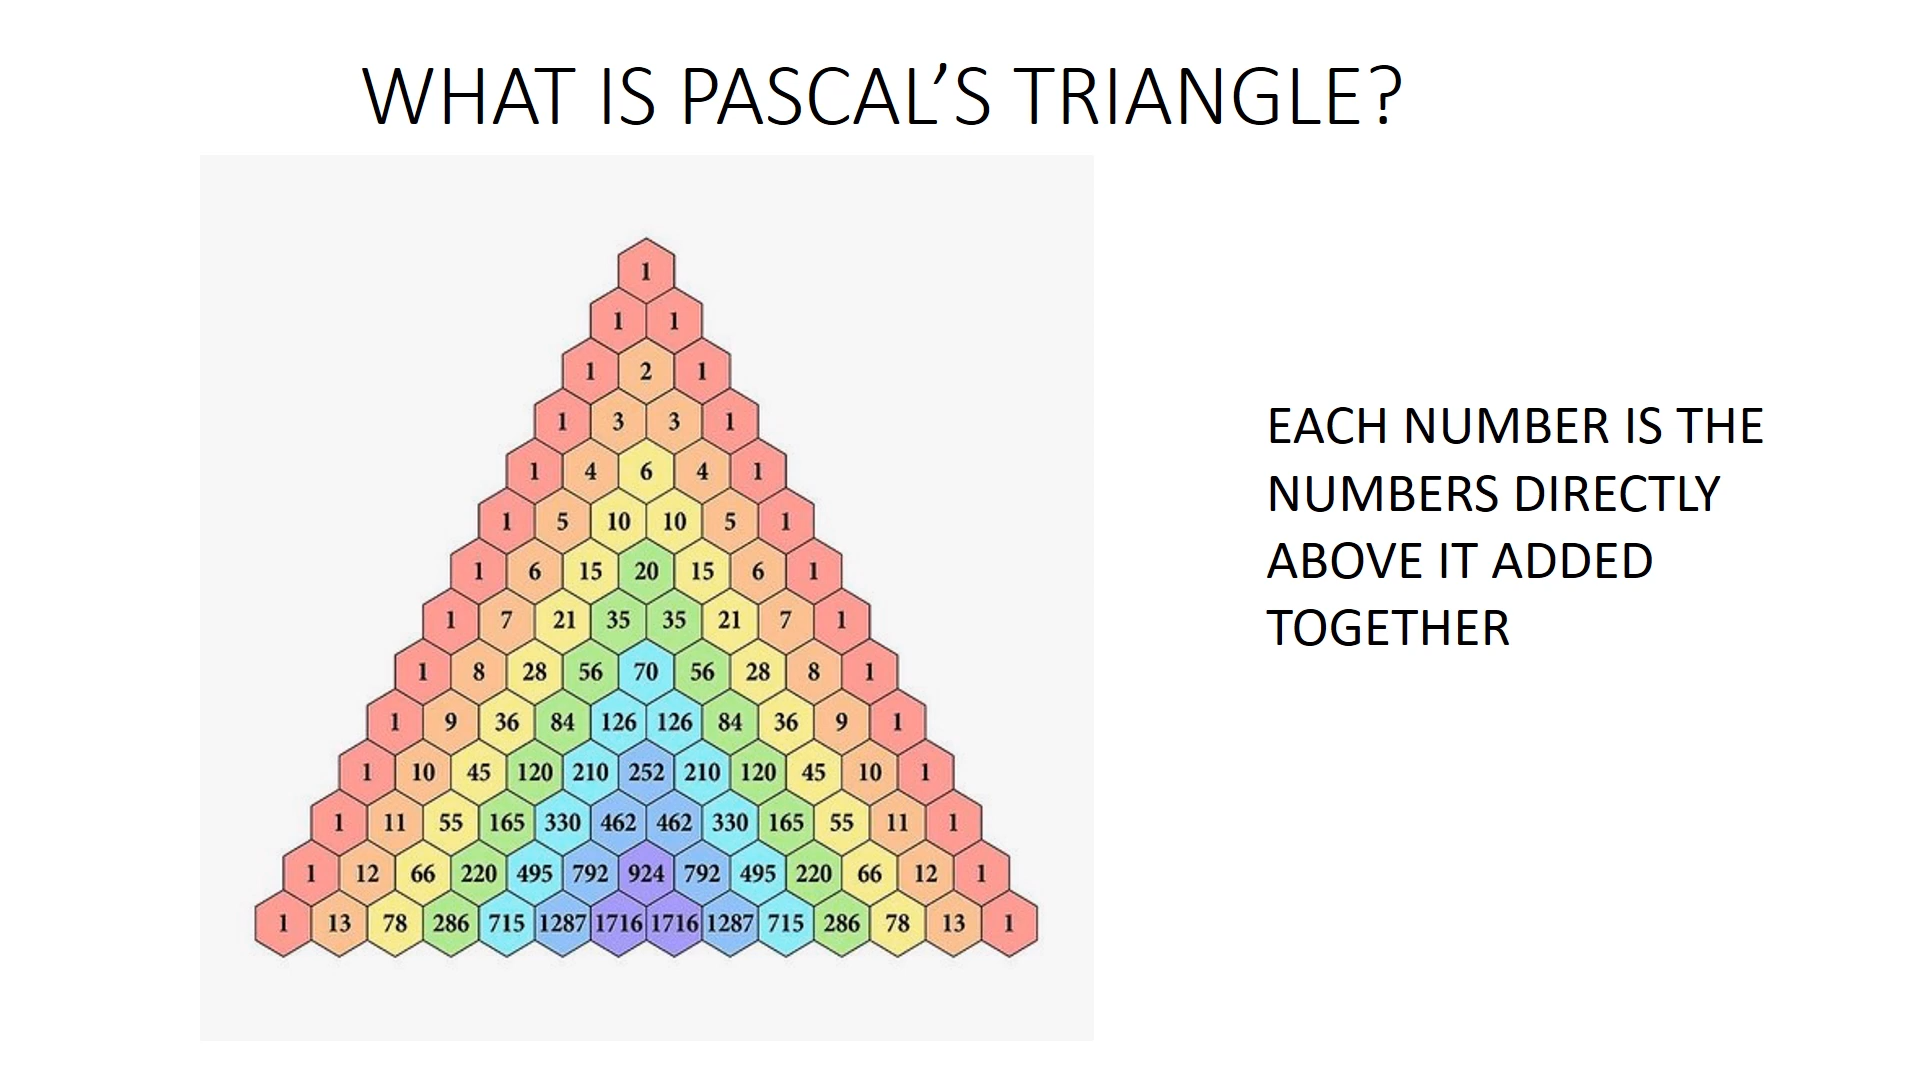 WHAT IS PASCAL’S TRIANGLE?
1
1 1
1 2 1
1 3 3 1
1 4 6 4 1
1 5 10 10 5 1
1 6 15 20 15 6 1
1 7 21 35 35 21 7 1
1 8 28 56 70 56 28 8 1
1 9 36 84 126 126 84 36 9 1
1 10 45 120 210 252 210 120 45 10 1
1 11 55 165 330 462 462 330 165 55 11 1
1 12 66 220 495 792 924 792 495 220 66 12 1
1 13 78 286 715 1287 1716 1716 1287 715 286 78 13 1
EACH NUMBER IS THE
NUMBERS DIRECTLY
ABOVE IT ADDED
TOGETHER